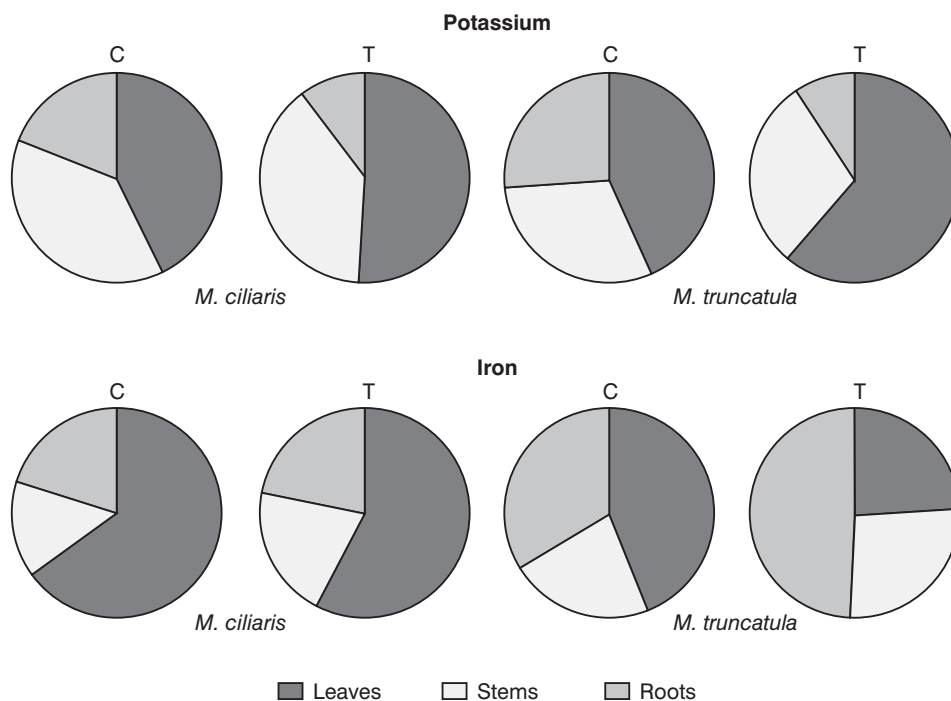 Potassium
C T C T
M. ciliaris M. truncatula
Iron
C T C T
M. ciliaris M. truncatula
Leaves Stems Roots